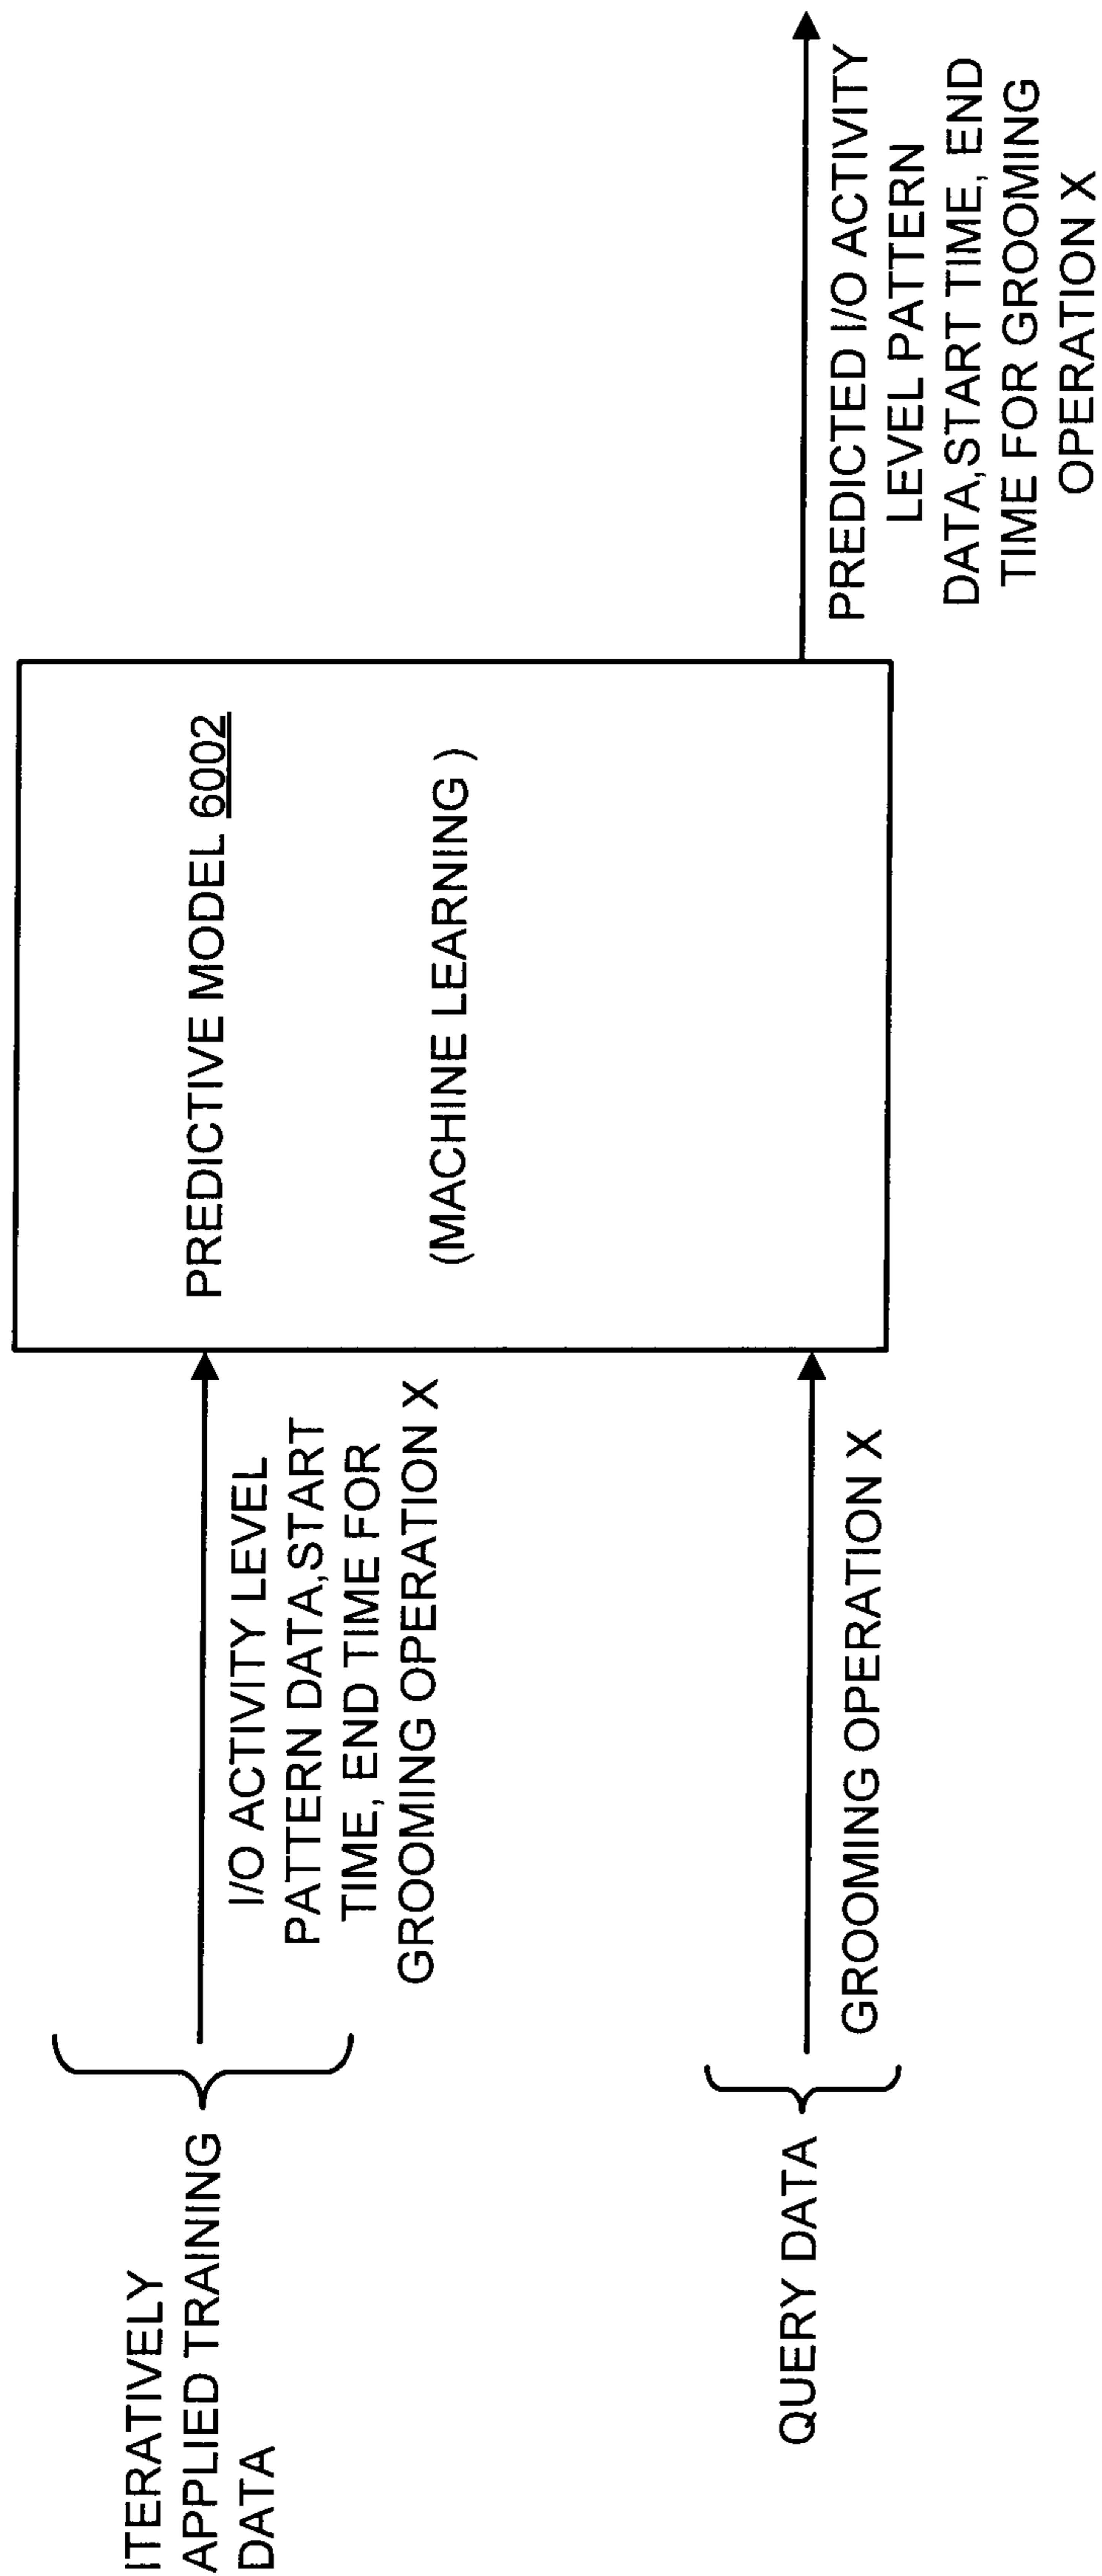 ITERATIVELY
APPLIED TRAINING
DATA
I/O ACTIVITY LEVEL
PATTERN DATA,START
TIME, END TIME FOR
GROOMING OPERATION X
PREDICTIVE MODEL 6002
(MACHINE LEARNING )
QUERY DATA
GROOMING OPERATION X
PREDICTED I/O ACTIVITY
LEVEL PATTERN
DATA,START TIME, END
TIME FOR GROOMING
OPERATION X